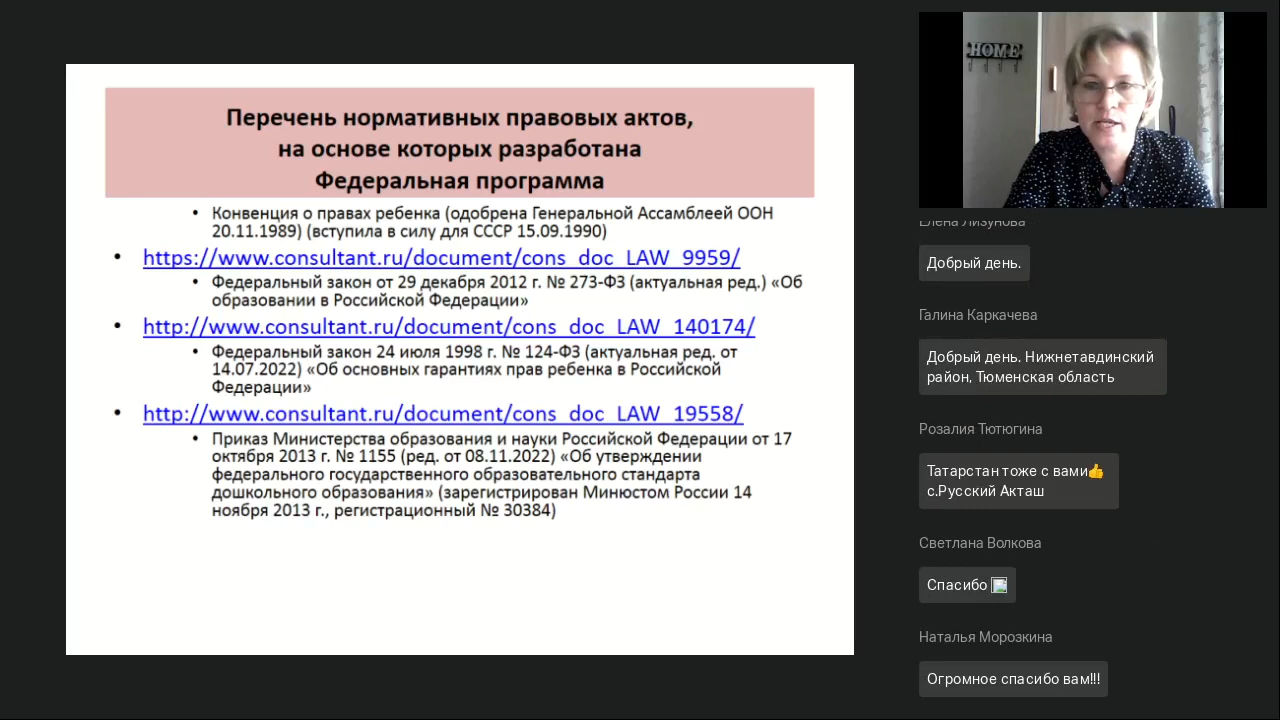 Перечень нормативных правовых актов,
на основе которых разработана
Федеральная программа
• Конвенция о правах ребенка (одобрена Генеральной Ассамблеей ООН
20.11.1989) (вступила в силу для СССР 15.09.1990)
• https://www.consultant.ru/document/cons_doc_LAW_9959/
• Федеральный закон от 29 декабря 2012 г. № 273-ФЗ (актуальная ред.) «Об
образовании в Российской Федерации»
• http://www.consultant.ru/document/cons_doc_LAW_140174/
• Федеральный закон 24 июля 1998 г. № 124-ФЗ (актуальная ред. от
14.07.2022) «Об основных гарантиях прав ребенка в Российской
Федерации»
• http://www.consultant.ru/document/cons_doc_LAW_19558/
• Приказ Министерства образования и науки Российской Федерации от 17
октября 2013 г. № 1155 (ред. от 08.11.2022) «Об утверждении
федерального государственного образовательного стандарта
дошкольного образования» (зарегистрирован Минюстом России 14
ноября 2013 г., регистрационный № 30384)
HOME
Елена Лизунова
Добрый день.
Галина Каркачева
Добрый день. Нижнетавдинский
район, Тюменская область
Розалия Тютюгина
Татарстан тоже с вами👍
с.Русский Акташ
Светлана Волкова
Спасибо
Наталья Морозкина
Огромное спасибо вам!!!